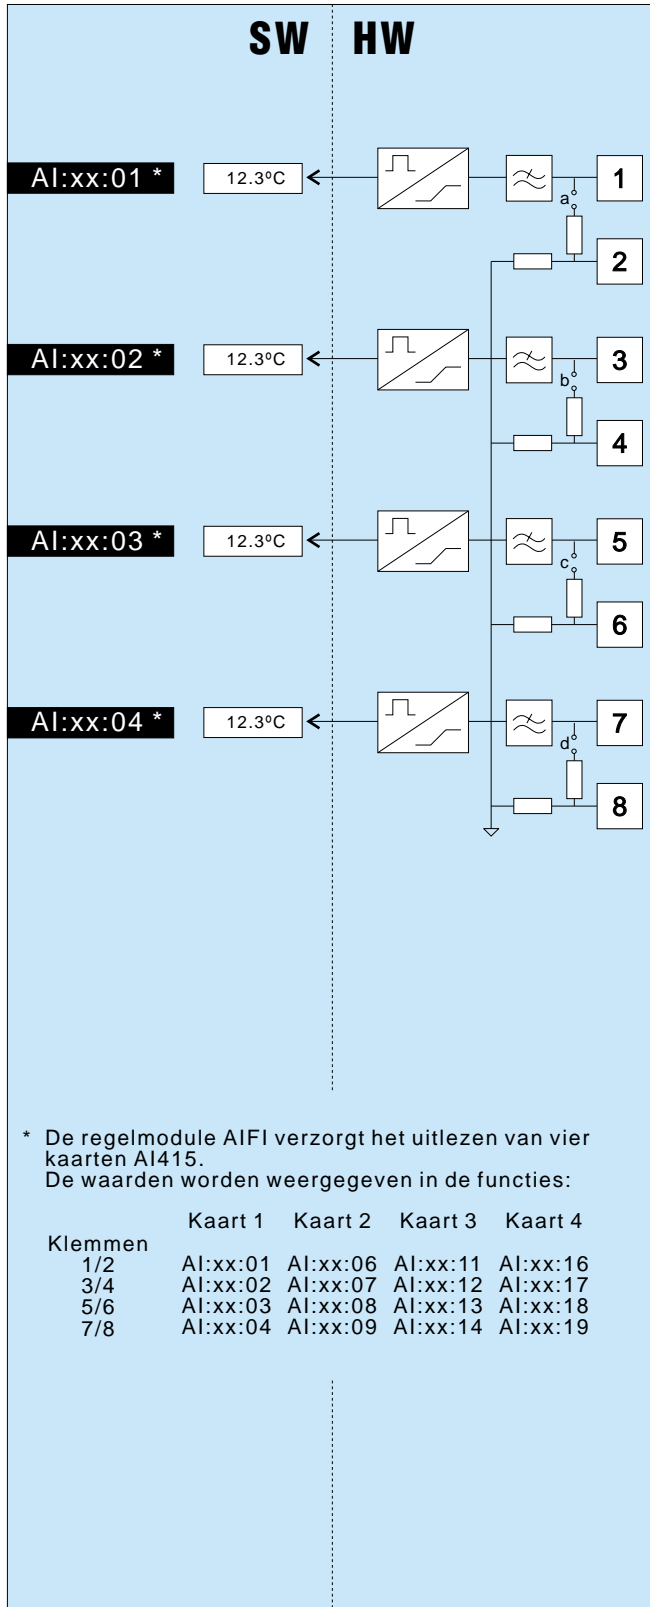 SW HW
AI:xx:01 * 12.3ºC 1
a
2
AI:xx:02 * 12.3ºC 3
b
4
AI:xx:03 * 12.3ºC 5
c
6
AI:xx:04 * 12.3ºC 7
d
8
* De regelmodule AIFI verzorgt het uitlezen van vier
kaarten AI415.
De waarden worden weergegeven in de functies:
Kaart 1 Kaart 2 Kaart 3 Kaart 4
Klemmen
1/2 AI:xx:01 AI:xx:06 AI:xx:11 AI:xx:16
3/4 AI:xx:02 AI:xx:07 AI:xx:12 AI:xx:17
5/6 AI:xx:03 AI:xx:08 AI:xx:13 AI:xx:18
7/8 AI:xx:04 AI:xx:09 AI:xx:14 AI:xx:19